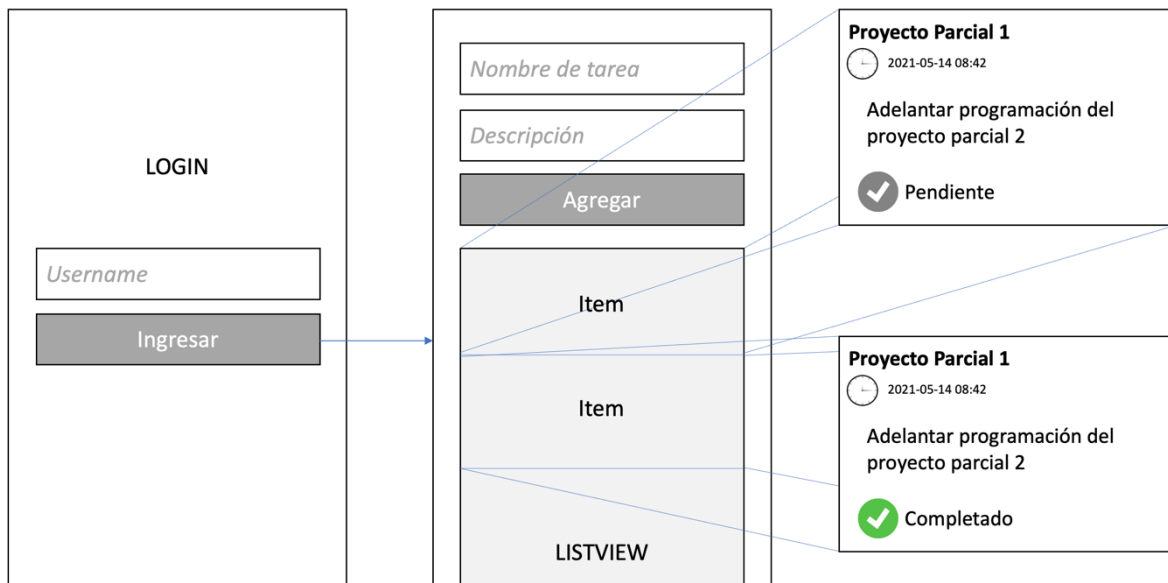 LOGIN
Username
Ingresar
Nombre de tarea
Descripción
Agregar
Item
Item
LISTVIEW
Proyecto Parcial 1
2021-05-14 08:42
Adelantar programación del
proyecto parcial 2
Pendiente
Proyecto Parcial 1
2021-05-14 08:42
Adelantar programación del
proyecto parcial 2
Completado